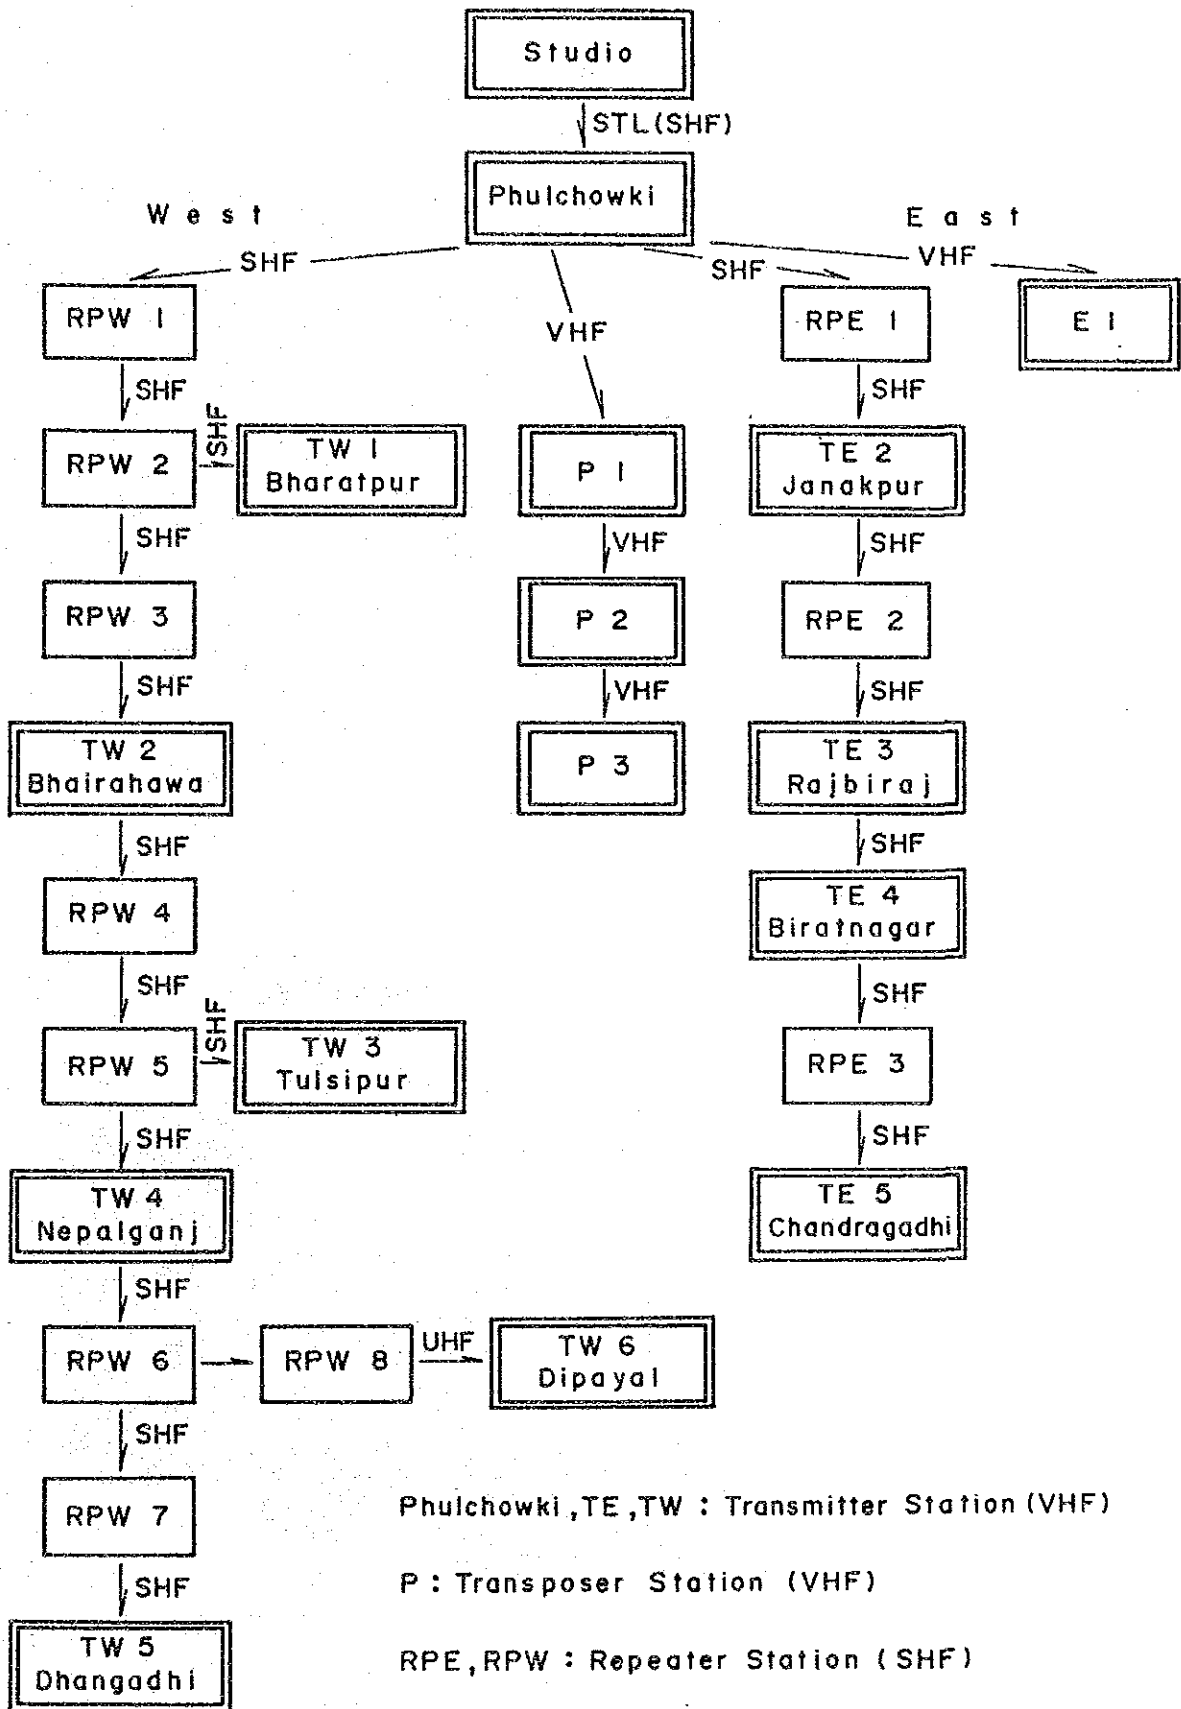 Studio
STL(SHF)
Phulchowki
West
East
SHF
SHF
VHF
RPW 1
VHF
RPE 1
E 1
SHF
SHF
RPW 2
SHF
TW 1
Bharatpur
P 1
TE 2
Janakpur
SHF
VHF
SHF
RPW 3
P 2
RPE 2
SHF
VHF
SHF
TW 2
Bhairahawa
P 3
TE 3
Rajbiraj
SHF
SHF
RPW 4
TE 4
Biratnagar
SHF
SHF
RPW 5
SHF
TW 3
Tulsipur
RPE 3
SHF
SHF
TW 4
Nepalganj
TE 5
Chandragadhi
SHF
RPW 6
RPW 8
UHF
TW 6
Dipayal
SHF
RPW 7
Phulchowki, TE, TW : Transmitter Station (VHF)
SHF
P : Transposer Station (VHF)
TW 5
Dhangadhi
RPE, RPW : Repeater Station (SHF)